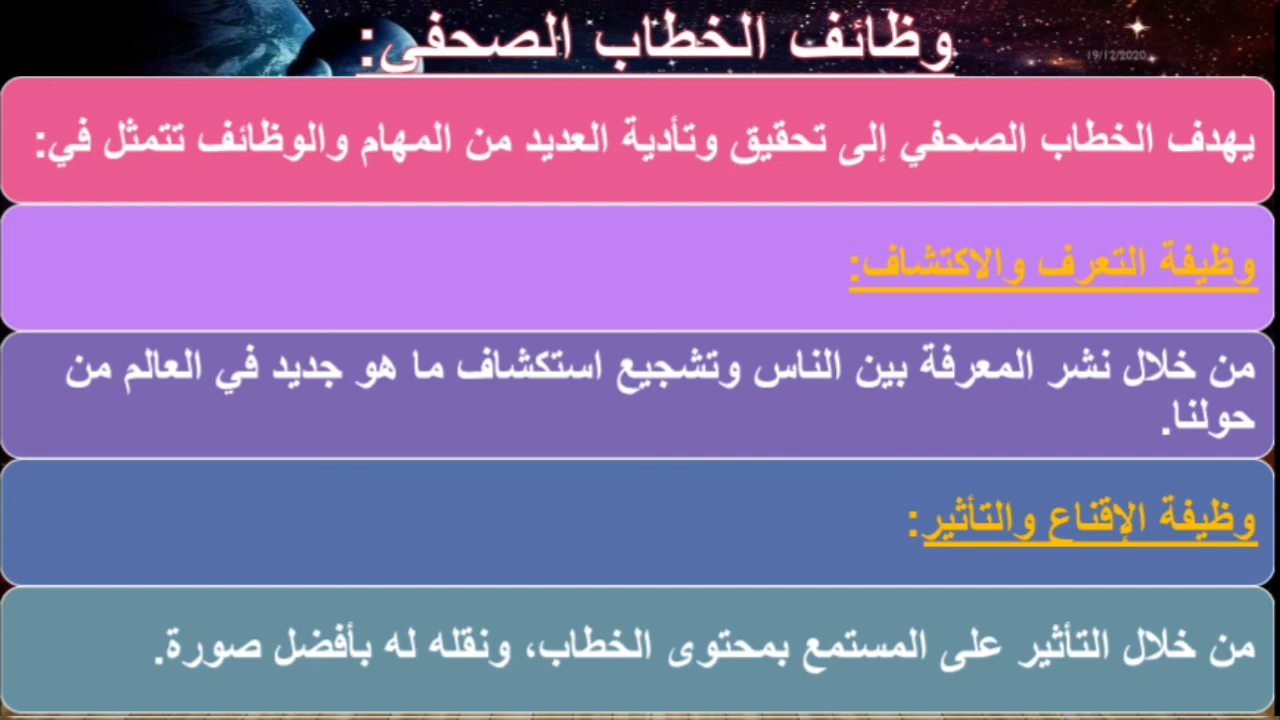 وظائف الخطاب الصحفي:
19/12/2020
يهدف الخطاب الصحفي إلى تحقيق وتأدية العديد من المهام والوظائف تتمثل في:
وظيفة التعرف والاكتشاف:
من خلال نشر المعرفة بين الناس وتشجيع استكشاف ما هو جديد في العالم من
حولنا.
وظيفة الإقناع والتأثير:
من خلال التأثير على المستمع بمحتوى الخطاب، ونقله له بأفضل صورة.